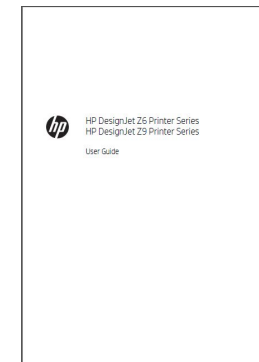 hp
HP DesignJet Z6 Printer Series
HP DesignJet Z9 Printer Series
User Guide